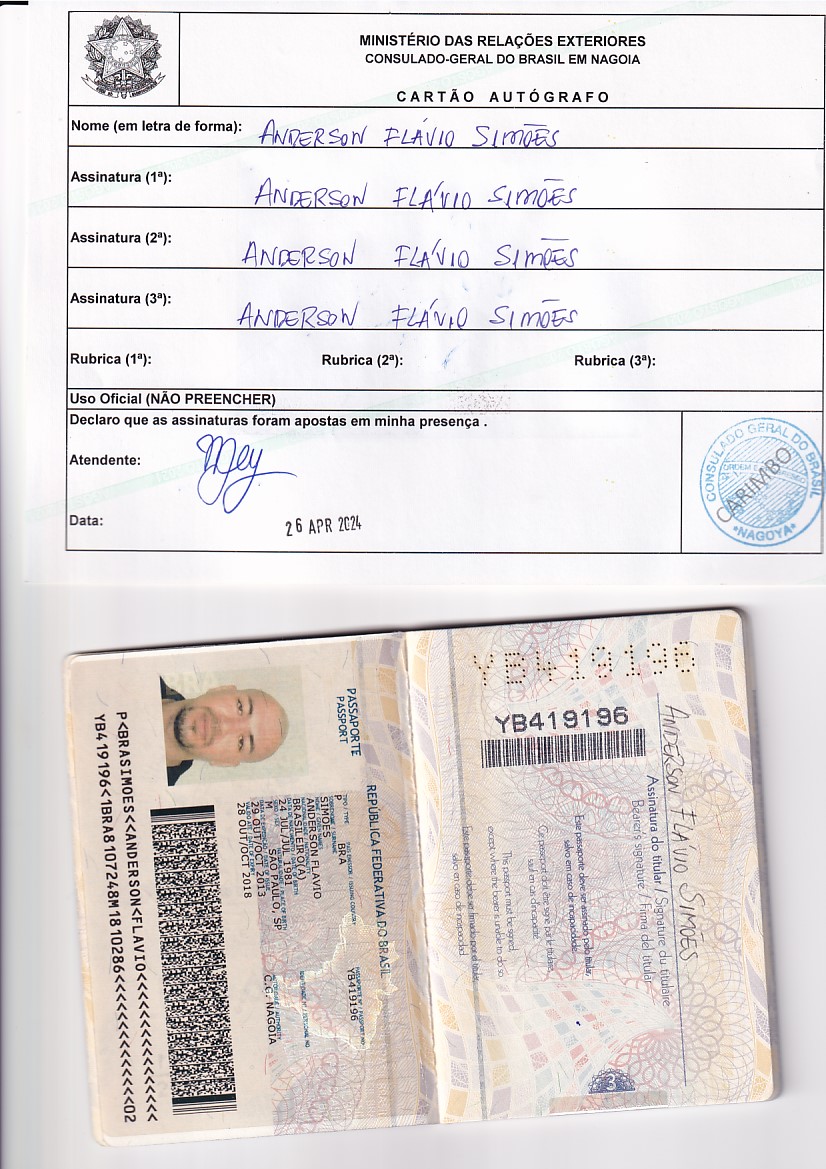 MINISTÉRIO DAS RELAÇÕES EXTERIORES
CONSULADO-GERAL DO BRASIL EM NAGOIA
CARTÃO AUTÓGRAFO
Nome (em letra de forma): ANDERSON FLÁVIO SIMÕES
Assinatura (1ª): ANDERSON FLÁVIO SIMÕES
Assinatura (2ª): ANDERSON FLÁVIO SIMÕES
Assinatura (3ª): ANDERSON FLÁVIO SIMÕES
Rubrica (1ª): Rubrica (2ª): Rubrica (3ª):
Uso Oficial (NÃO PREENCHER)
Declaro que as assinaturas foram apostas em minha presença .
Atendente:
Data: 26 APR 2024
CONSULADO GERAL DO BRASIL
CARIMBO
•NAGOYA•
YB419196
YB419196
ANDERSON FLÁVIO SIMÕES
Assinatura do titular / Signature du titulaire
Bearer's signature / Firma del titular
Este passaporte deve ser assinado pelo titular,
salvo em caso de incapacidade.
Ce passeport doit être signé par le titulaire,
sauf en cas d'incapacité.
This passport must be signed,
except where the bearer is unable to do so.
Este pasaporte debe ser firmado por el titular,
salvo en caso de incapacidad.
3
REPÚBLICA FEDERATIVA DO BRASIL
PASSAPORTE
PASSPORT
P BRA YB419196
SIMOES
ANDERSON FLAVIO
BRASILEIRO(A)
24 JUL/JUL 1981
M SAO PAULO, SP
29 OUT/OCT 2013 C.G. NAGOIA
28 OUT/OCT 2018
P<BRASIMOES<<ANDERSON<FLAVIO<<<<<<<<<<<<<<<<
YB419196<1BRA8107248M1810286<<<<<<<<<<<<<<02